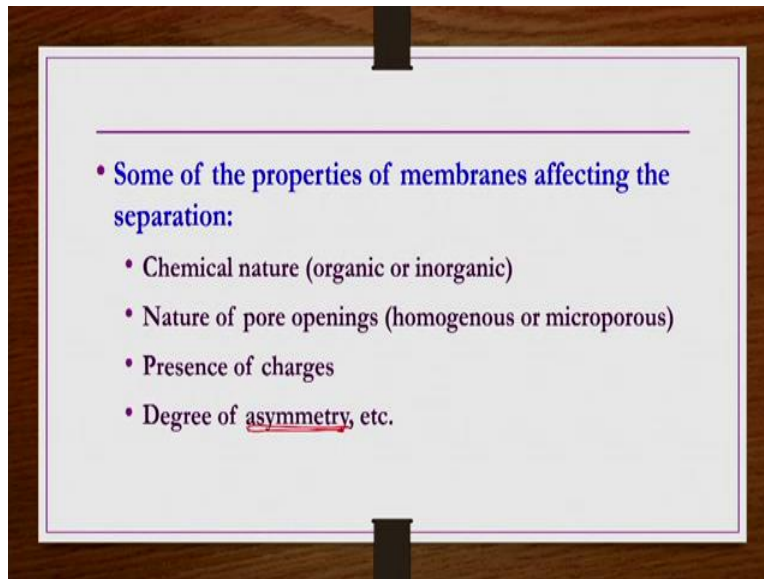 • Some of the properties of membranes affecting the
separation:
• Chemical nature (organic or inorganic)
• Nature of pore openings (homogenous or microporous)
• Presence of charges
• Degree of asymmetry, etc.